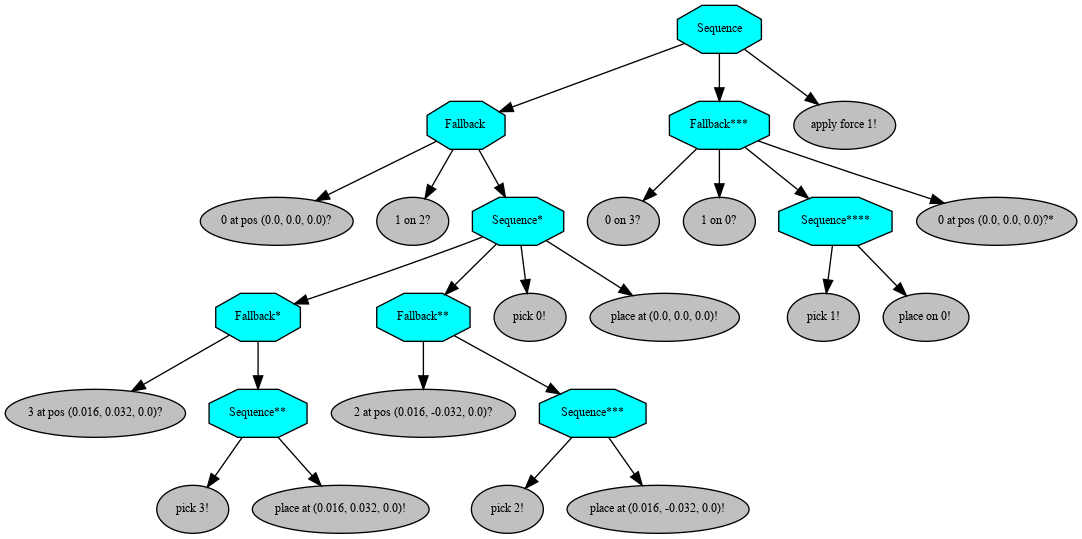 Sequence
Fallback
Fallback***
apply force 1!
0 at pos (0.0, 0.0, 0.0)?
1 on 2?
Sequence*
0 on 3?
1 on 0?
Sequence****
0 at pos (0.0, 0.0, 0.0)?*
Fallback*
Fallback**
pick 0!
place at (0.0, 0.0, 0.0)!
pick 1!
place on 0!
3 at pos (0.016, 0.032, 0.0)?
Sequence**
2 at pos (0.016, -0.032, 0.0)?
Sequence***
pick 3!
place at (0.016, 0.032, 0.0)!
pick 2!
place at (0.016, -0.032, 0.0)!